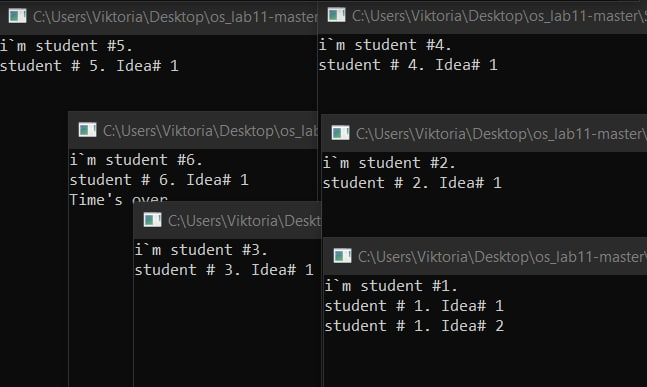 C:\Users\Viktoria\Desktop\os_lab11-master
i`m student #5.
student # 5. Idea# 1
C:\Users\Viktoria\Desktop\os_lab11-master\
i`m student #4.
student # 4. Idea# 1
C:\Users\Viktoria\Desktop\os_lab
i`m student #6.
student # 6. Idea# 1
Time's over
C:\Users\Viktoria\Desktop\os_lab11-master\
i`m student #2.
student # 2. Idea# 1
C:\Users\Viktoria\Deskt
i`m student #3.
student # 3. Idea# 1
C:\Users\Viktoria\Desktop\os_lab11-master\
i`m student #1.
student # 1. Idea# 1
student # 1. Idea# 2